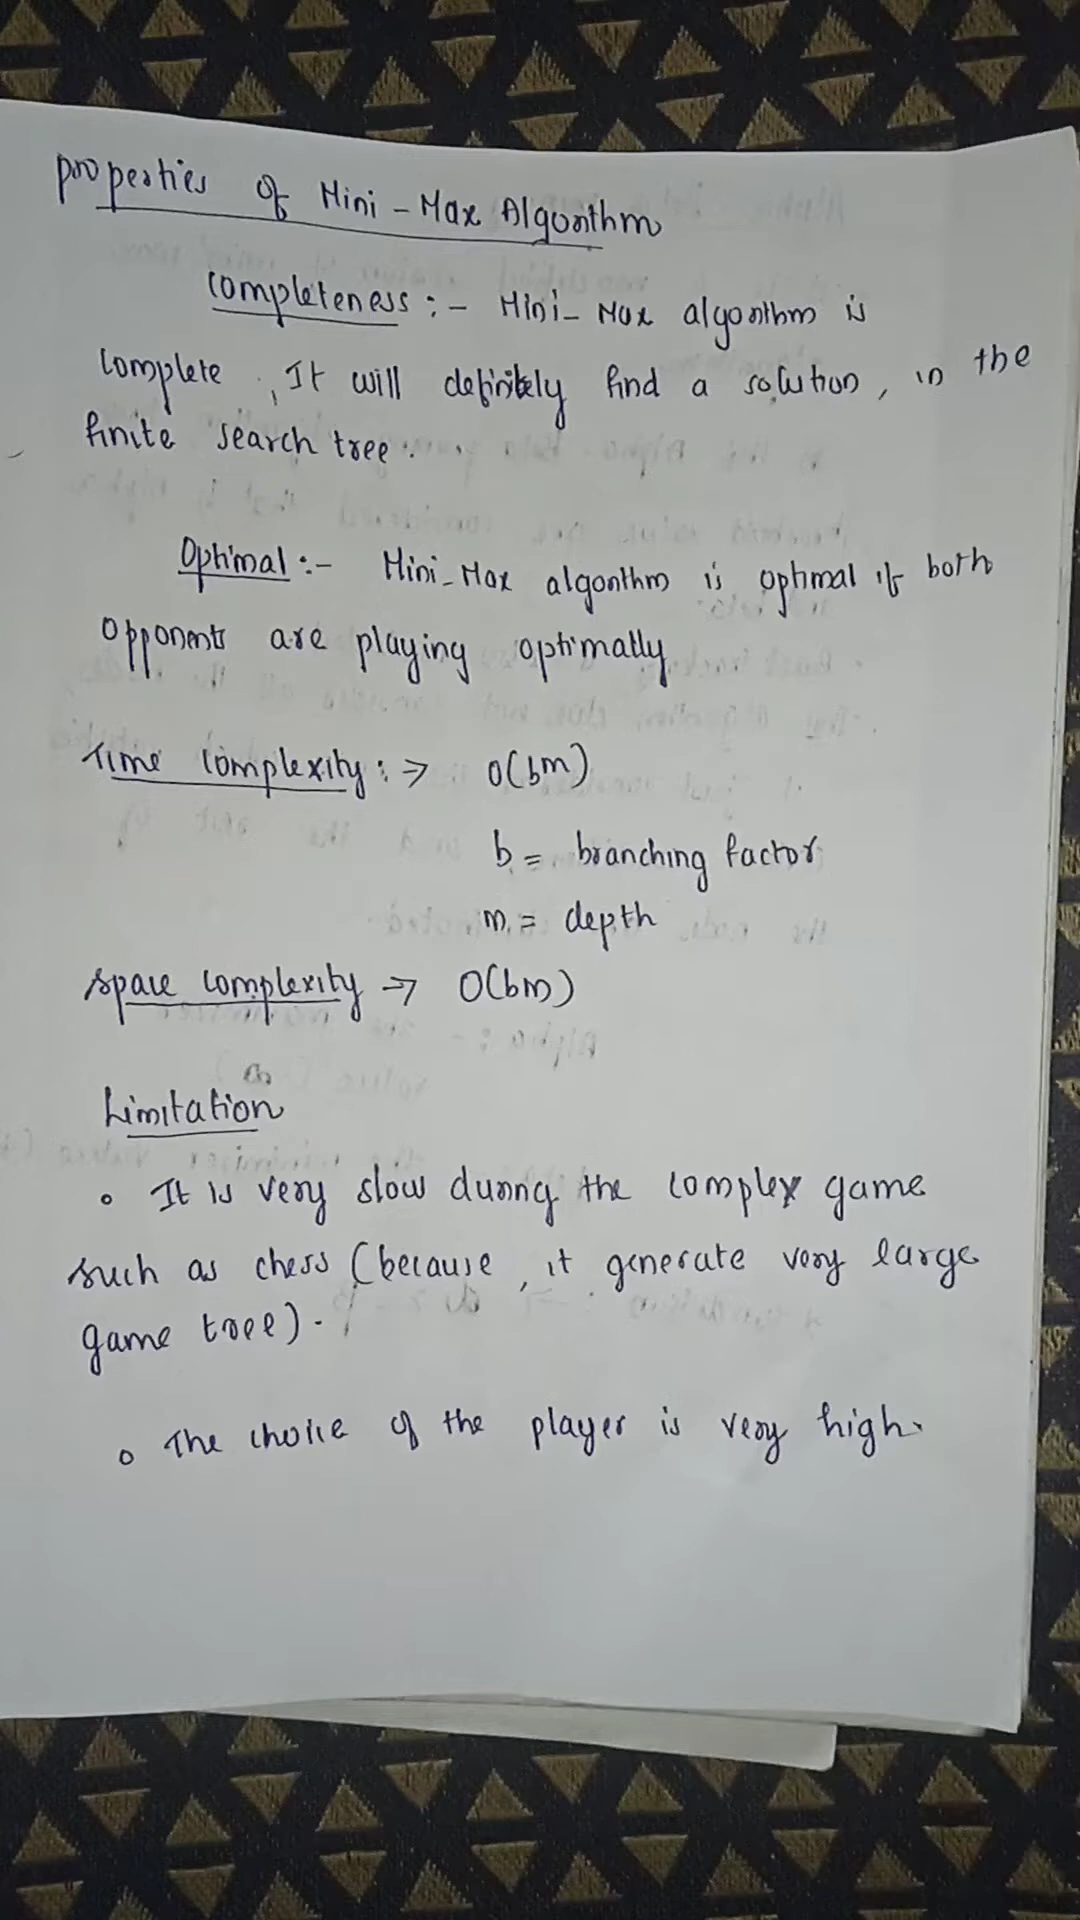 Properties of Mini - Max Algorithm
Completeness :- Mini - Max algorithm is
complete, It will definitely find a solution, in the
finite search tree.
Optimal :- Mini - Max algorithm is optimal if both
opponents are playing optimally
Time complexity : ⇒ O(bm)
b = branching factor
m = depth
space complexity → O(bm)
Limitation
• It is very slow during the complex game
such as chess (because, it generate very large
game tree).
• The choice of the player is very high.